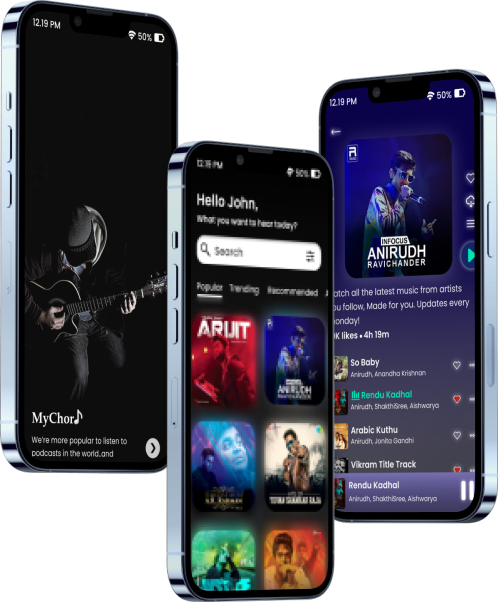 12.19 PM
50%
MyChor
We're more popular to listen to
podcasts in the world..and
12:19 PM
50%
Hello John,
What you want to hear today?
Search
Popular Trending Recommended
ARIJIT
ANIRUDH
12.19 PM
50%
INFOCUS
ANIRUDH
RAVICHANDER
atch all the latest music from artists
ou follow, Made for you. Updates every
onday!
K likes • 4h 19m
So Baby
Anirudh, Anandha Krishnan
Rendu Kadhal
Anirudh, ShakthiSree, Aishwarya
Arabic Kuthu
Anirudh, Jonita Gandhi
Vikram Title Track
Rendu Kadhal
Anirudh, ShakthiSree, Aishwarya